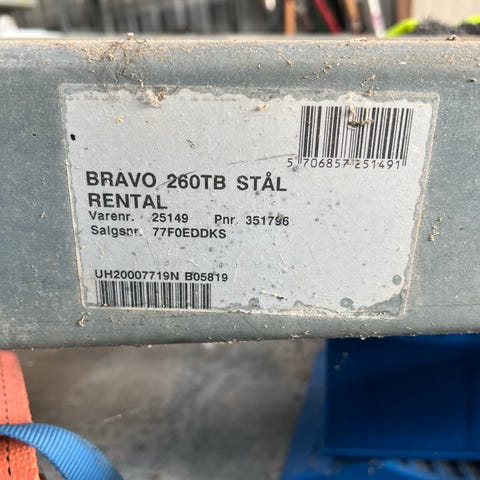 5 706857 251491
BRAVO 260TB STÅL
RENTAL
Varenr. 25149 Pnr. 351796
Salgsnr. 77F0EDDKS
UH20007719N B05819